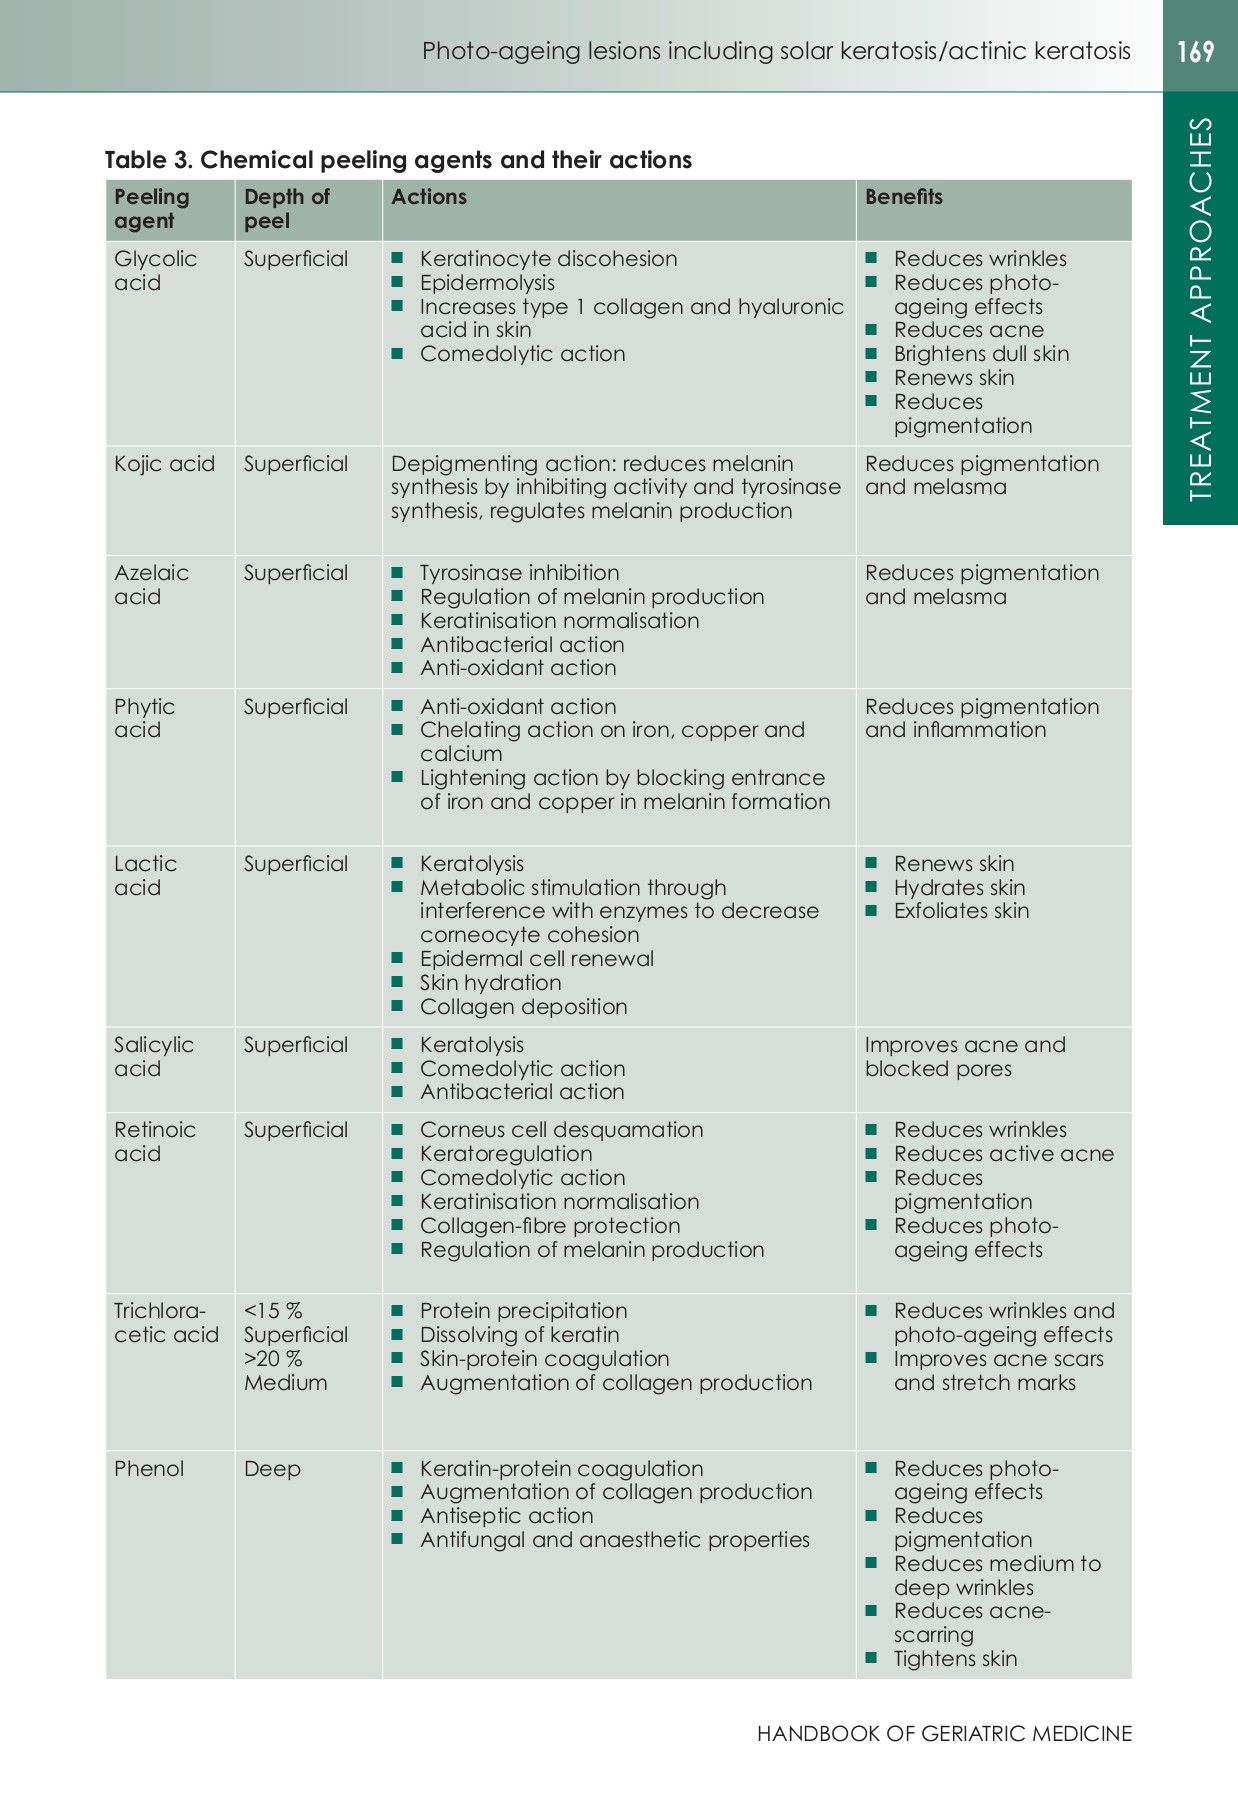 Photo-ageing lesions including solar keratosis/actinic keratosis
169
TREATMENT APPROACHES
Table 3. Chemical peeling agents and their actions
Peeling
agent
Depth of
peel
Actions
Benefits
Glycolic
acid
Superficial
■ Keratinocyte discohesion
■ Epidermolysis
■ Increases type 1 collagen and hyaluronic
acid in skin
■ Comedolytic action
■ Reduces wrinkles
■ Reduces photo-
ageing effects
■ Reduces acne
■ Brightens dull skin
■ Renews skin
■ Reduces
pigmentation
Kojic acid
Superficial
Depigmenting action: reduces melanin
synthesis by inhibiting activity and tyrosinase
synthesis, regulates melanin production
Reduces pigmentation
and melasma
Azelaic
acid
Superficial
■ Tyrosinase inhibition
■ Regulation of melanin production
■ Keratinisation normalisation
■ Antibacterial action
■ Anti-oxidant action
Reduces pigmentation
and melasma
Phytic
acid
Superficial
■ Anti-oxidant action
■ Chelating action on iron, copper and
calcium
■ Lightening action by blocking entrance
of iron and copper in melanin formation
Reduces pigmentation
and inflammation
Lactic
acid
Superficial
■ Keratolysis
■ Metabolic stimulation through
interference with enzymes to decrease
corneocyte cohesion
■ Epidermal cell renewal
■ Skin hydration
■ Collagen deposition
■ Renews skin
■ Hydrates skin
■ Exfoliates skin
Salicylic
acid
Superficial
■ Keratolysis
■ Comedolytic action
■ Antibacterial action
Improves acne and
blocked pores
Retinoic
acid
Superficial
■ Corneus cell desquamation
■ Keratoregulation
■ Comedolytic action
■ Keratinisation normalisation
■ Collagen-fibre protection
■ Regulation of melanin production
■ Reduces wrinkles
■ Reduces active acne
■ Reduces
pigmentation
■ Reduces photo-
ageing effects
Trichlora-
cetic acid
<15 %
Superficial
>20 %
Medium
■ Protein precipitation
■ Dissolving of keratin
■ Skin-protein coagulation
■ Augmentation of collagen production
■ Reduces wrinkles and
photo-ageing effects
■ Improves acne scars
and stretch marks
Phenol
Deep
■ Keratin-protein coagulation
■ Augmentation of collagen production
■ Antiseptic action
■ Antifungal and anaesthetic properties
■ Reduces photo-
ageing effects
■ Reduces
pigmentation
■ Reduces medium to
deep wrinkles
■ Reduces acne-
scarring
■ Tightens skin
HANDBOOK OF GERIATRIC MEDICINE